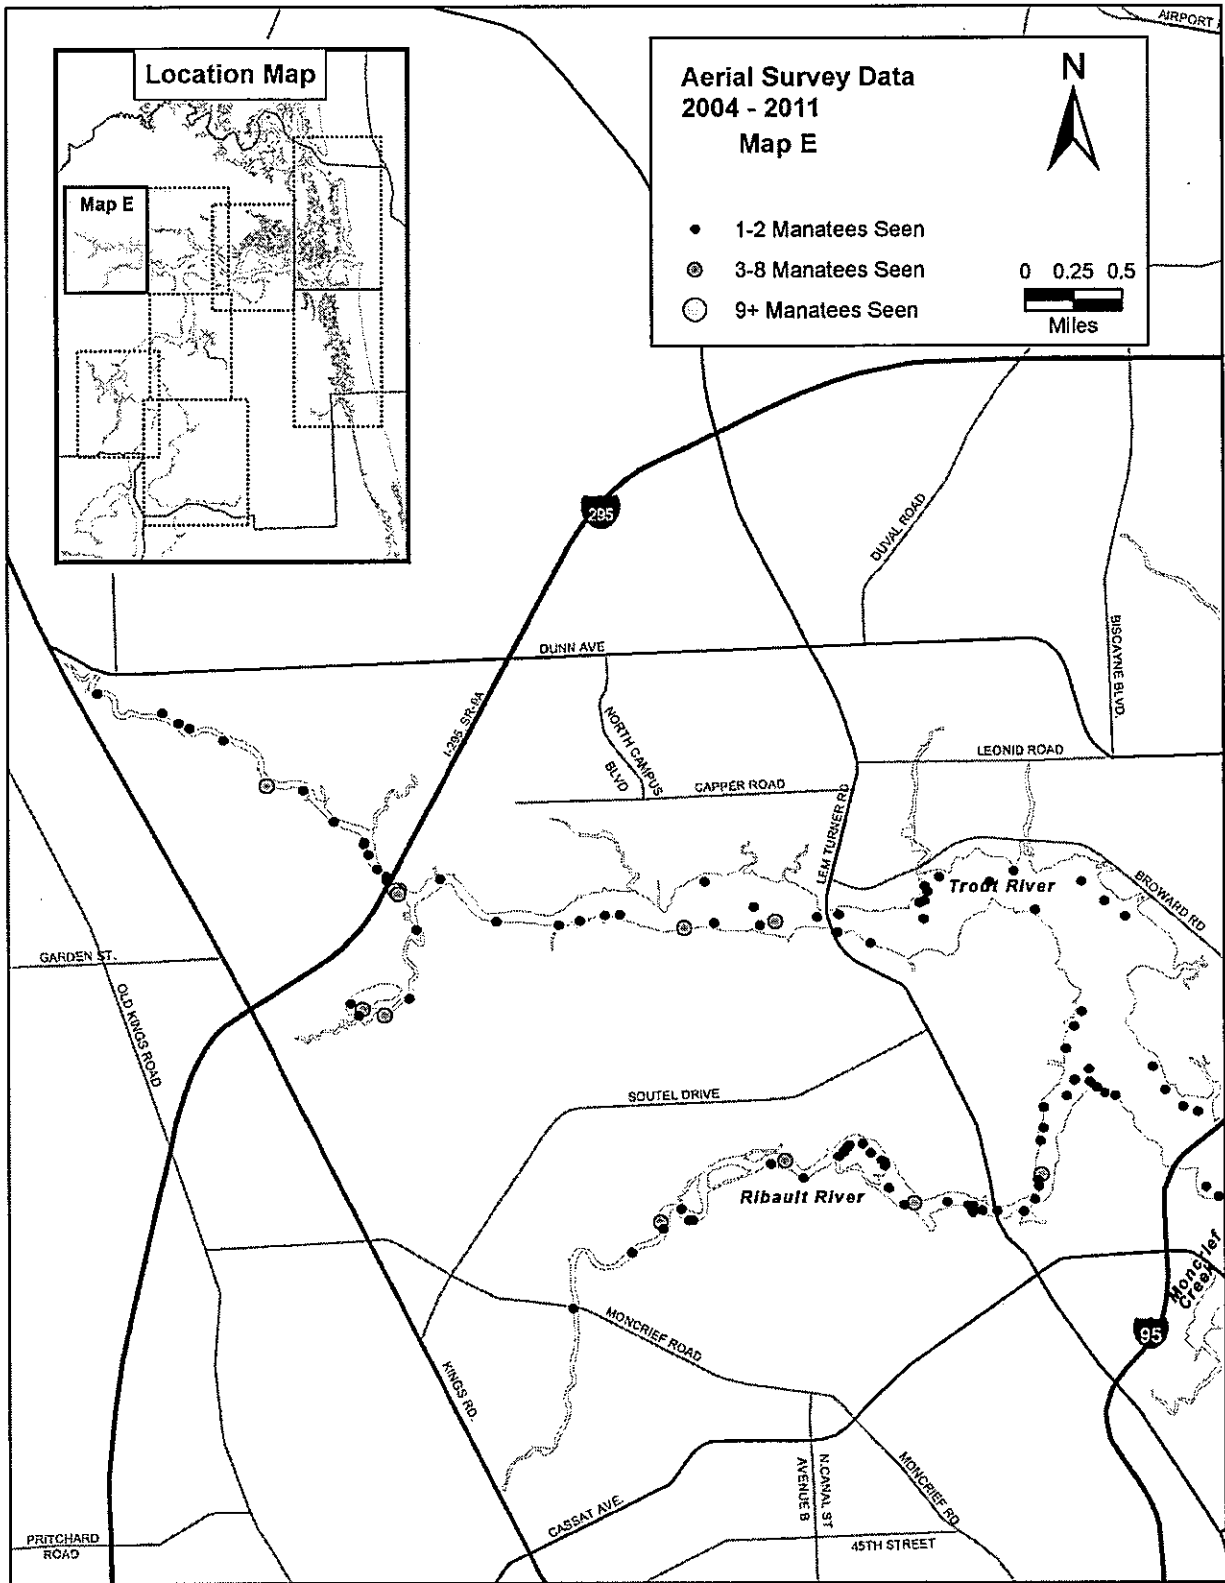 AIRPORT
Location Map
Map E
Aerial Survey Data
2004 - 2011
Map E
N
1-2 Manatees Seen
3-8 Manatees Seen
9+ Manatees Seen
0 0.25 0.5
Miles
295
DUVAL ROAD
BISCAYNE BLVD.
DUNN AVE
I-295 SR-9A
NORTH CAMPUS
BLVD
LEONID ROAD
CAPPER ROAD
LEM TURNER RD
Trout River
BROWARD RD
GARDEN ST.
OLD KINGS ROAD
SOUTEL DRIVE
Ribault River
Moncrief
Creek
95
MONCRIEF ROAD
KINGS RD.
N.CANAL ST
AVENUE B
MONCRIEF RD
CASSAT AVE.
45TH STREET
PRITCHARD
ROAD